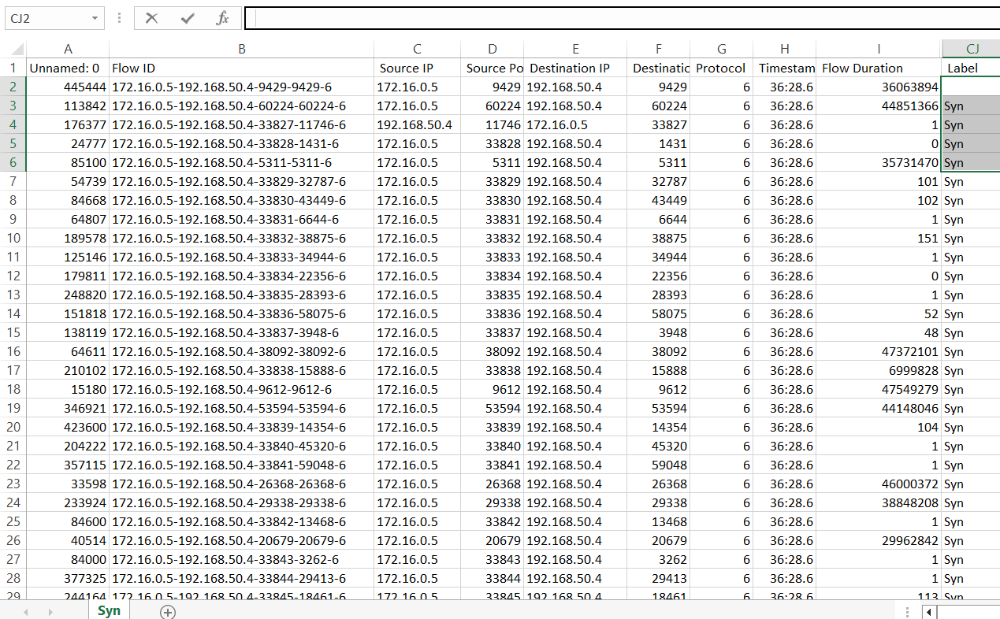 CJ2 fx
A B C D E F G H I CJ
1 Unnamed: 0 Flow ID Source IP Source Po Destination IP Destinatic Protocol Timestam Flow Duration Label
2 445444 172.16.0.5-192.168.50.4-9429-9429-6 172.16.0.5 9429 192.168.50.4 9429 6 36:28.6 36063894
3 113842 172.16.0.5-192.168.50.4-60224-60224-6 172.16.0.5 60224 192.168.50.4 60224 6 36:28.6 44851366 Syn
4 176377 172.16.0.5-192.168.50.4-33827-11746-6 192.168.50.4 11746 172.16.0.5 33827 6 36:28.6 1 Syn
5 24777 172.16.0.5-192.168.50.4-33828-1431-6 172.16.0.5 33828 192.168.50.4 1431 6 36:28.6 0 Syn
6 85100 172.16.0.5-192.168.50.4-5311-5311-6 172.16.0.5 5311 192.168.50.4 5311 6 36:28.6 35731470 Syn
7 54739 172.16.0.5-192.168.50.4-33829-32787-6 172.16.0.5 33829 192.168.50.4 32787 6 36:28.6 101 Syn
8 84668 172.16.0.5-192.168.50.4-33830-43449-6 172.16.0.5 33830 192.168.50.4 43449 6 36:28.6 102 Syn
9 64807 172.16.0.5-192.168.50.4-33831-6644-6 172.16.0.5 33831 192.168.50.4 6644 6 36:28.6 1 Syn
10 189578 172.16.0.5-192.168.50.4-33832-38875-6 172.16.0.5 33832 192.168.50.4 38875 6 36:28.6 151 Syn
11 125146 172.16.0.5-192.168.50.4-33833-34944-6 172.16.0.5 33833 192.168.50.4 34944 6 36:28.6 1 Syn
12 179811 172.16.0.5-192.168.50.4-33834-22356-6 172.16.0.5 33834 192.168.50.4 22356 6 36:28.6 0 Syn
13 248820 172.16.0.5-192.168.50.4-33835-28393-6 172.16.0.5 33835 192.168.50.4 28393 6 36:28.6 1 Syn
14 151818 172.16.0.5-192.168.50.4-33836-58075-6 172.16.0.5 33836 192.168.50.4 58075 6 36:28.6 52 Syn
15 138119 172.16.0.5-192.168.50.4-33837-3948-6 172.16.0.5 33837 192.168.50.4 3948 6 36:28.6 48 Syn
16 64611 172.16.0.5-192.168.50.4-38092-38092-6 172.16.0.5 38092 192.168.50.4 38092 6 36:28.6 47372101 Syn
17 210102 172.16.0.5-192.168.50.4-33838-15888-6 172.16.0.5 33838 192.168.50.4 15888 6 36:28.6 6999828 Syn
18 15180 172.16.0.5-192.168.50.4-9612-9612-6 172.16.0.5 9612 192.168.50.4 9612 6 36:28.6 47549279 Syn
19 346921 172.16.0.5-192.168.50.4-53594-53594-6 172.16.0.5 53594 192.168.50.4 53594 6 36:28.6 44148046 Syn
20 423600 172.16.0.5-192.168.50.4-33839-14354-6 172.16.0.5 33839 192.168.50.4 14354 6 36:28.6 104 Syn
21 204222 172.16.0.5-192.168.50.4-33840-45320-6 172.16.0.5 33840 192.168.50.4 45320 6 36:28.6 1 Syn
22 357115 172.16.0.5-192.168.50.4-33841-59048-6 172.16.0.5 33841 192.168.50.4 59048 6 36:28.6 1 Syn
23 33598 172.16.0.5-192.168.50.4-26368-26368-6 172.16.0.5 26368 192.168.50.4 26368 6 36:28.6 46000372 Syn
24 233924 172.16.0.5-192.168.50.4-29338-29338-6 172.16.0.5 29338 192.168.50.4 29338 6 36:28.6 38848208 Syn
25 84600 172.16.0.5-192.168.50.4-33842-13468-6 172.16.0.5 33842 192.168.50.4 13468 6 36:28.6 1 Syn
26 40514 172.16.0.5-192.168.50.4-20679-20679-6 172.16.0.5 20679 192.168.50.4 20679 6 36:28.6 29962842 Syn
27 84000 172.16.0.5-192.168.50.4-33843-3262-6 172.16.0.5 33843 192.168.50.4 3262 6 36:28.6 1 Syn
28 377325 172.16.0.5-192.168.50.4-33844-29413-6 172.16.0.5 33844 192.168.50.4 29413 6 36:28.6 1 Syn
29 244164 172.16.0.5-192.168.50.4-33845-18461-6 172.16.0.5 33845 192.168.50.4 18461 6 36:28.6 113 Syn
Syn